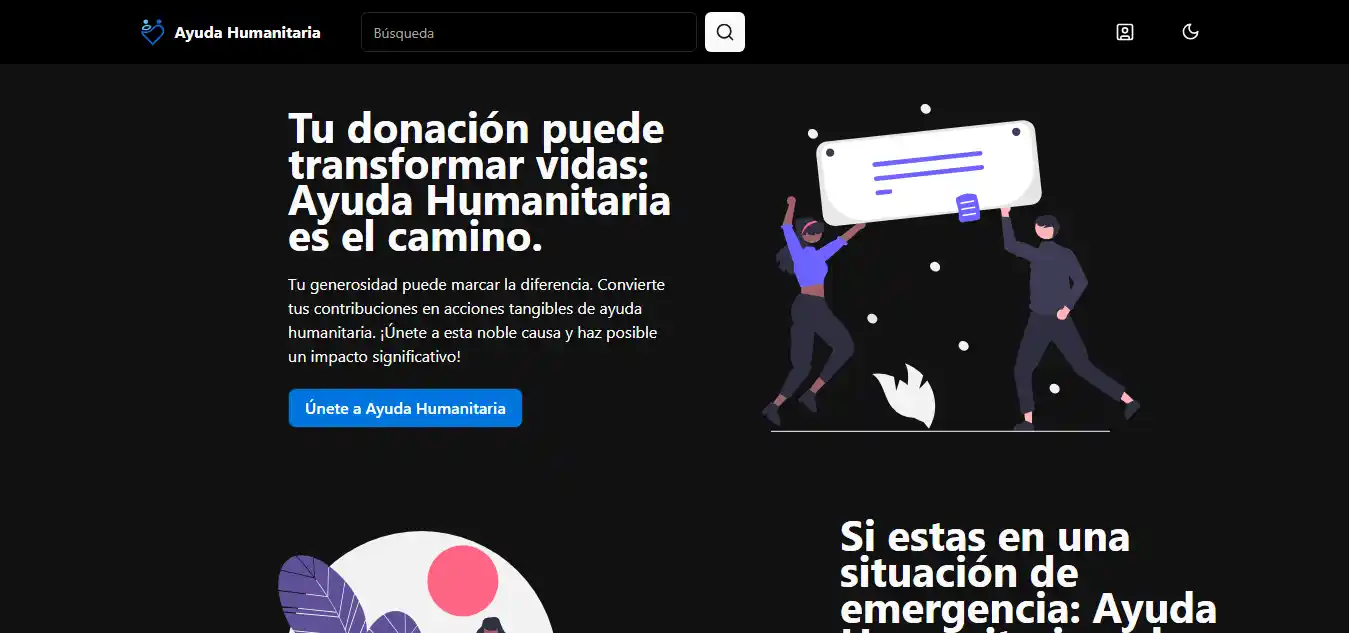 Ayuda Humanitaria
Búsqueda
Tu donación puede
transformar vidas:
Ayuda Humanitaria
es el camino.
Tu generosidad puede marcar la diferencia. Convierte
tus contribuciones en acciones tangibles de ayuda
humanitaria. ¡Únete a esta noble causa y haz posible
un impacto significativo!
Únete a Ayuda Humanitaria
Si estas en una
situación de
emergencia: Ayuda